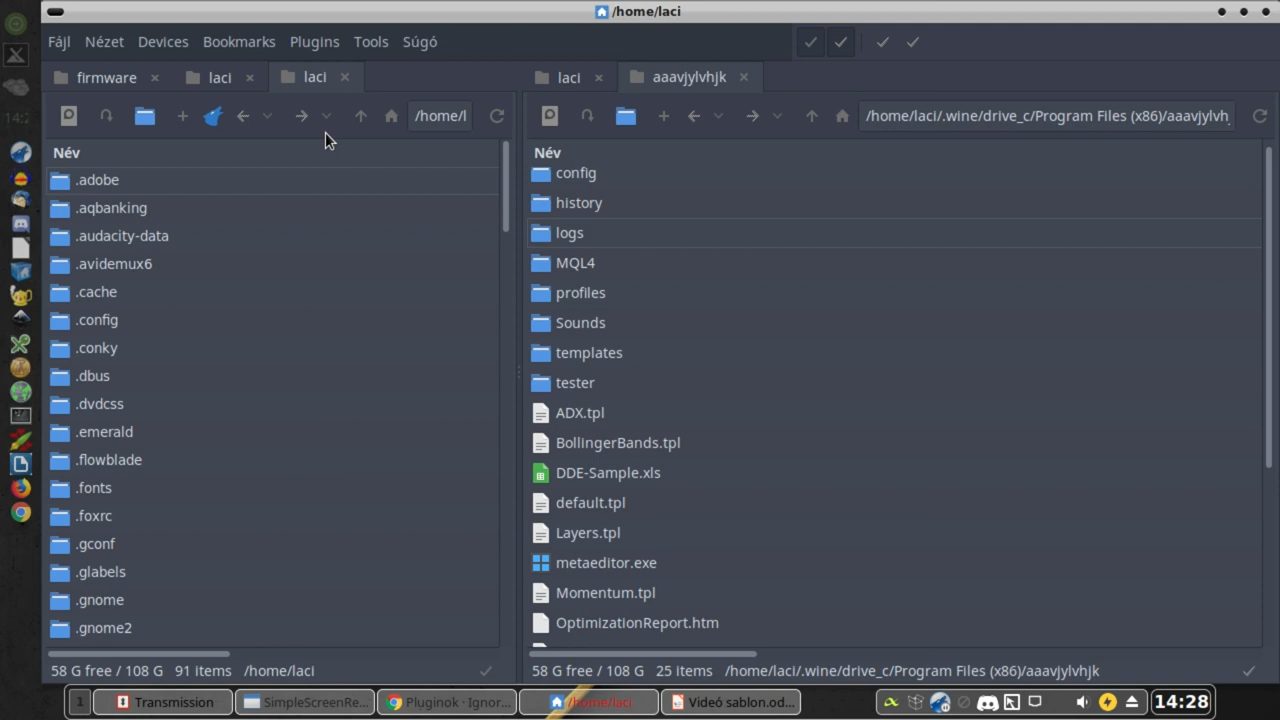 /home/laci
Fájl Nézet Devices Bookmarks Plugins Tools Súgó
firmware laci laci
laci aaavjylvhjk
/home/l
/home/laci/.wine/drive_c/Program Files (x86)/aaavjylvh
Név
.adobe
.aqbanking
.audacity-data
.avidemux6
.cache
.config
.conky
.dbus
.dvdcss
.emerald
.flowblade
.fonts
.foxrc
.gconf
.glabels
.gnome
.gnome2
58 G free / 108 G 91 items /home/laci
Név
config
history
logs
MQL4
profiles
Sounds
templates
tester
ADX.tpl
BollingerBands.tpl
DDE-Sample.xls
default.tpl
Layers.tpl
metaeditor.exe
Momentum.tpl
OptimizationReport.htm
58 G free / 108 G 25 items /home/laci/.wine/drive_c/Program Files (x86)/aaavjylvhjk
1 Transmission SimpleScreenRe... Pluginok - Ignor... /home/laci Videó sablon.od... 14:28